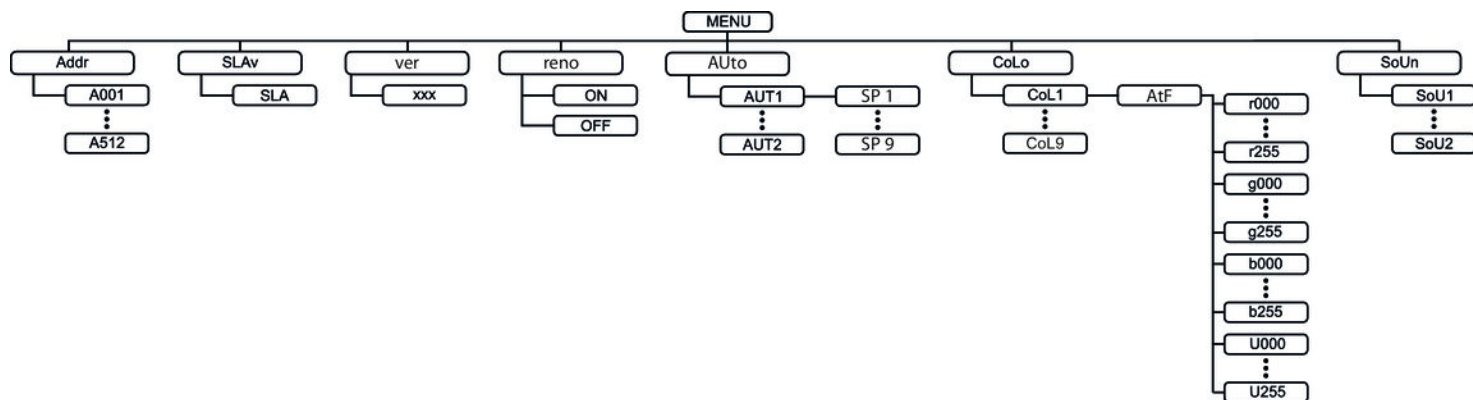 MENU
Addr
SLAv
ver
reno
AUto
CoLo
SoUn
A001
A512
SLA
xxx
ON
OFF
AUT1
AUT2
SP 1
SP 9
CoL1
CoL9
AtF
r000
r255
g000
g255
b000
b255
U000
U255
SoU1
SoU2